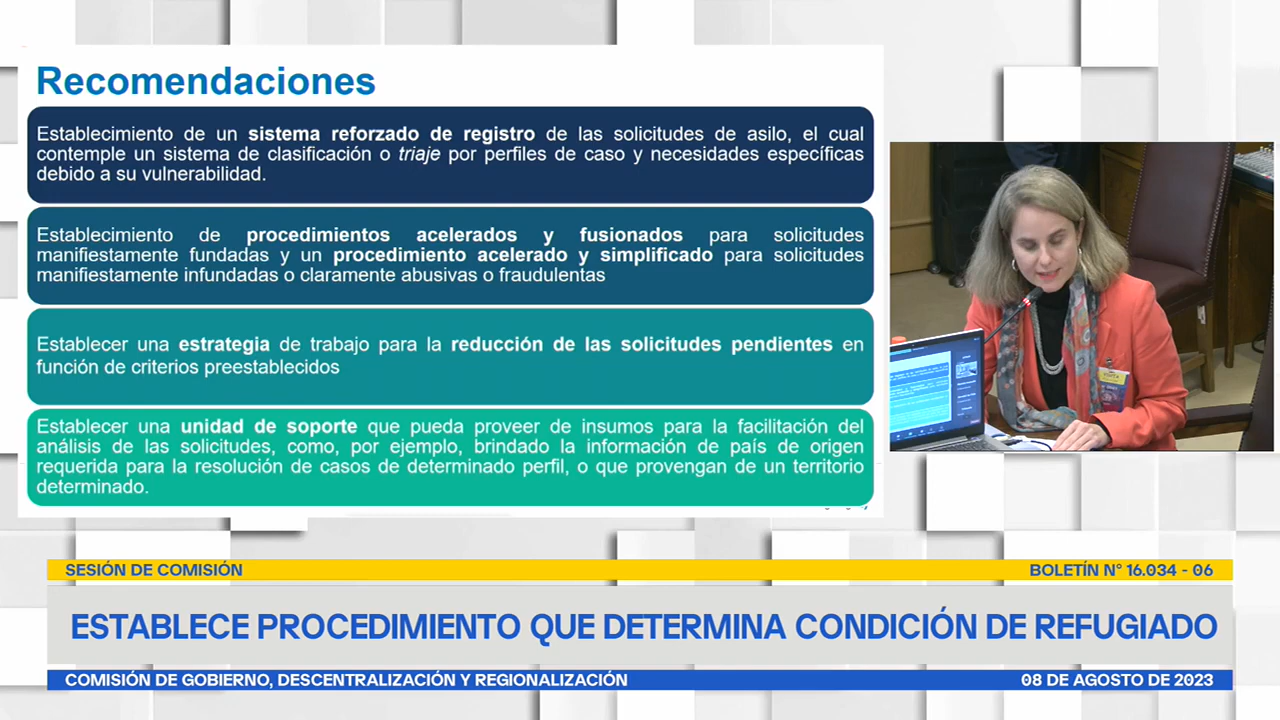 Recomendaciones
Establecimiento de un sistema reforzado de registro de las solicitudes de asilo, el cual
contemple un sistema de clasificación o triaje por perfiles de caso y necesidades específicas
debido a su vulnerabilidad.
Establecimiento de procedimientos acelerados y fusionados para solicitudes
manifiestamente fundadas y un procedimiento acelerado y simplificado para solicitudes
manifiestamente infundadas o claramente abusivas o fraudulentas
Establecer una estrategia de trabajo para la reducción de las solicitudes pendientes en
función de criterios preestablecidos
Establecer una unidad de soporte que pueda proveer de insumos para la facilitación del
análisis de las solicitudes, como, por ejemplo, brindado la información de país de origen
requerida para la resolución de casos de determinado perfil, o que provengan de un territorio
determinado.
SESIÓN DE COMISIÓN
BOLETÍN N° 16.034 - 06
ESTABLECE PROCEDIMIENTO QUE DETERMINA CONDICIÓN DE REFUGIADO
COMISIÓN DE GOBIERNO, DESCENTRALIZACIÓN Y REGIONALIZACIÓN
08 DE AGOSTO DE 2023